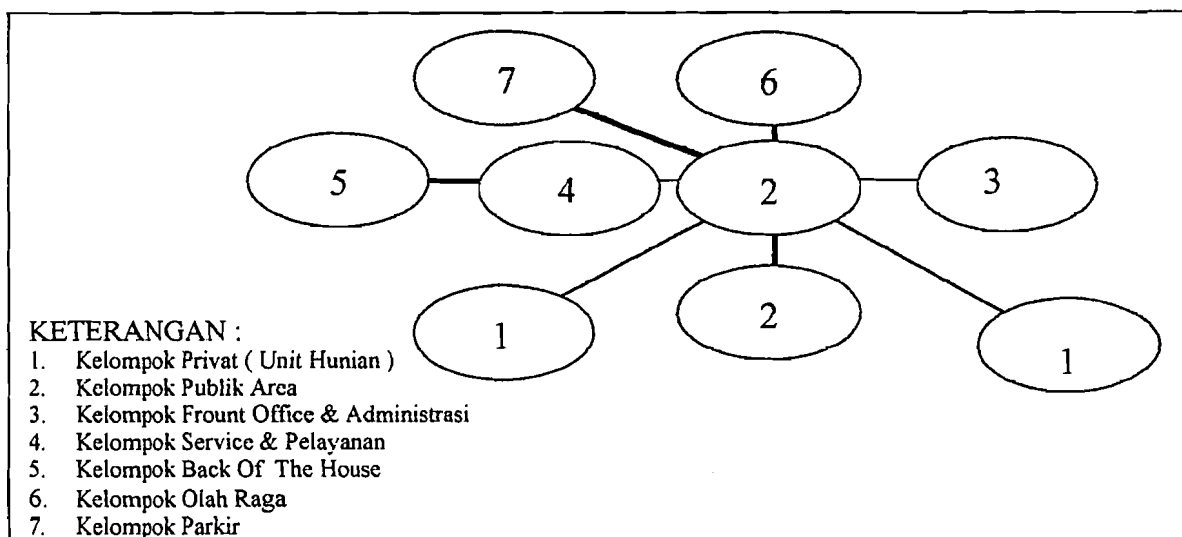 7 6
5 4 2 3
1 2 1
KETERANGAN :
1. Kelompok Privat ( Unit Hunian )
2. Kelompok Publik Area
3. Kelompok Frount Office & Administrasi
4. Kelompok Service & Pelayanan
5. Kelompok Back Of The House
6. Kelompok Olah Raga
7. Kelompok Parkir